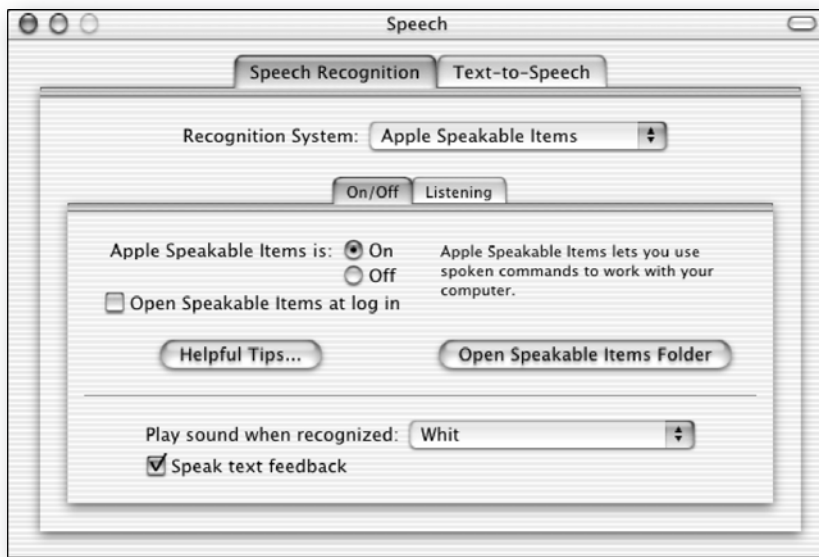 Speech
Speech Recognition Text-to-Speech
Recognition System: Apple Speakable Items
On/Off Listening
Apple Speakable Items is: On
Off
Open Speakable Items at log in
Apple Speakable Items lets you use
spoken commands to work with your
computer.
Helpful Tips... Open Speakable Items Folder
Play sound when recognized: Whit
Speak text feedback